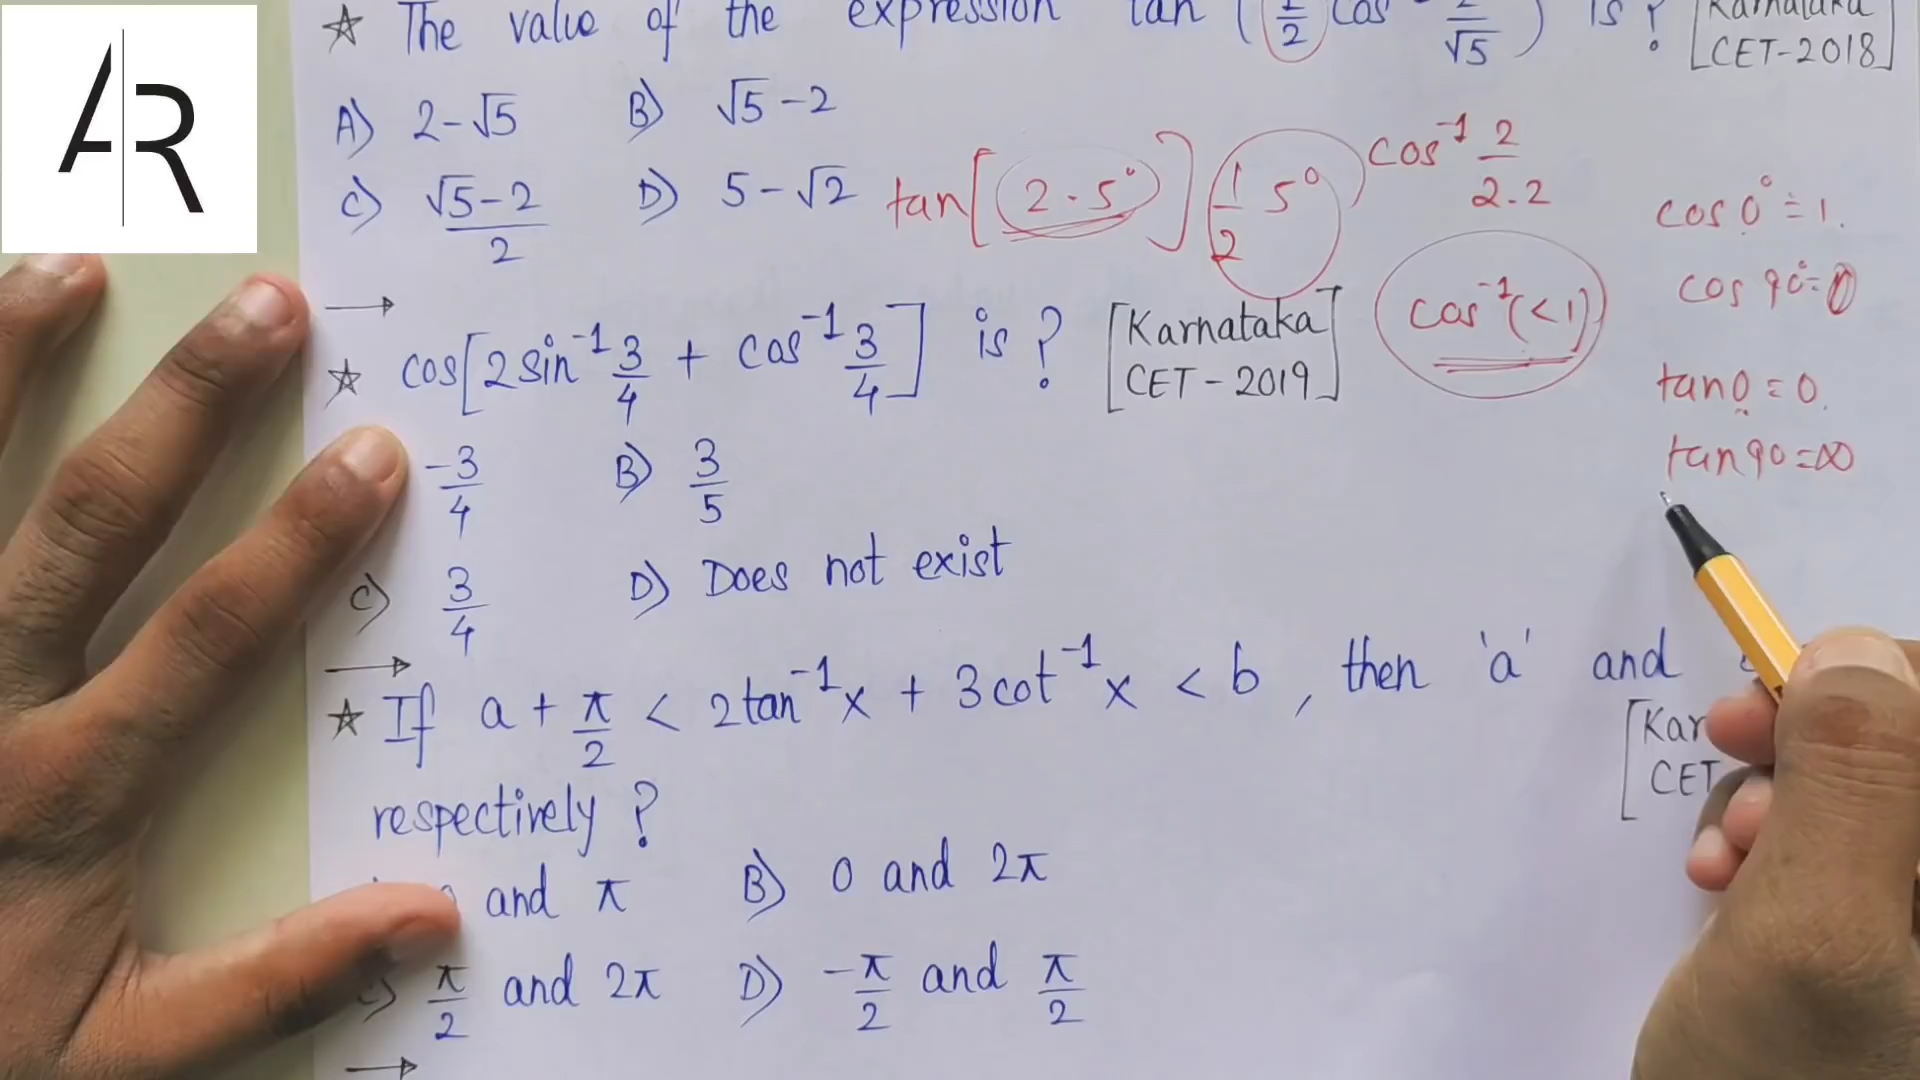 AR
☆ The value of the expression tan (1/2 cos⁻ 2/√5) is ? [Karnataka CET-2018]
A) 2-√5 B) √5-2
C) √5-2/2 D) 5-√2
tan[2.5°] 1/2 5° cos⁻¹ 2/2.2
cos⁻¹(<1)
cos 0° = 1.
cos 90° = 0
tan 0 = 0.
tan 90 = ∞
☆ cos[2sin⁻¹ 3/4 + cos⁻¹ 3/4] is ? [Karnataka CET-2019]
-3/4 B) 3/5
C) 3/4 D) Does not exist
☆ If a + π/2 < 2tan⁻¹x + 3cot⁻¹x < b , then 'a' and
[Kar
CET
respectively ?
and π B) 0 and 2π
C) π/2 and 2π D) -π/2 and π/2